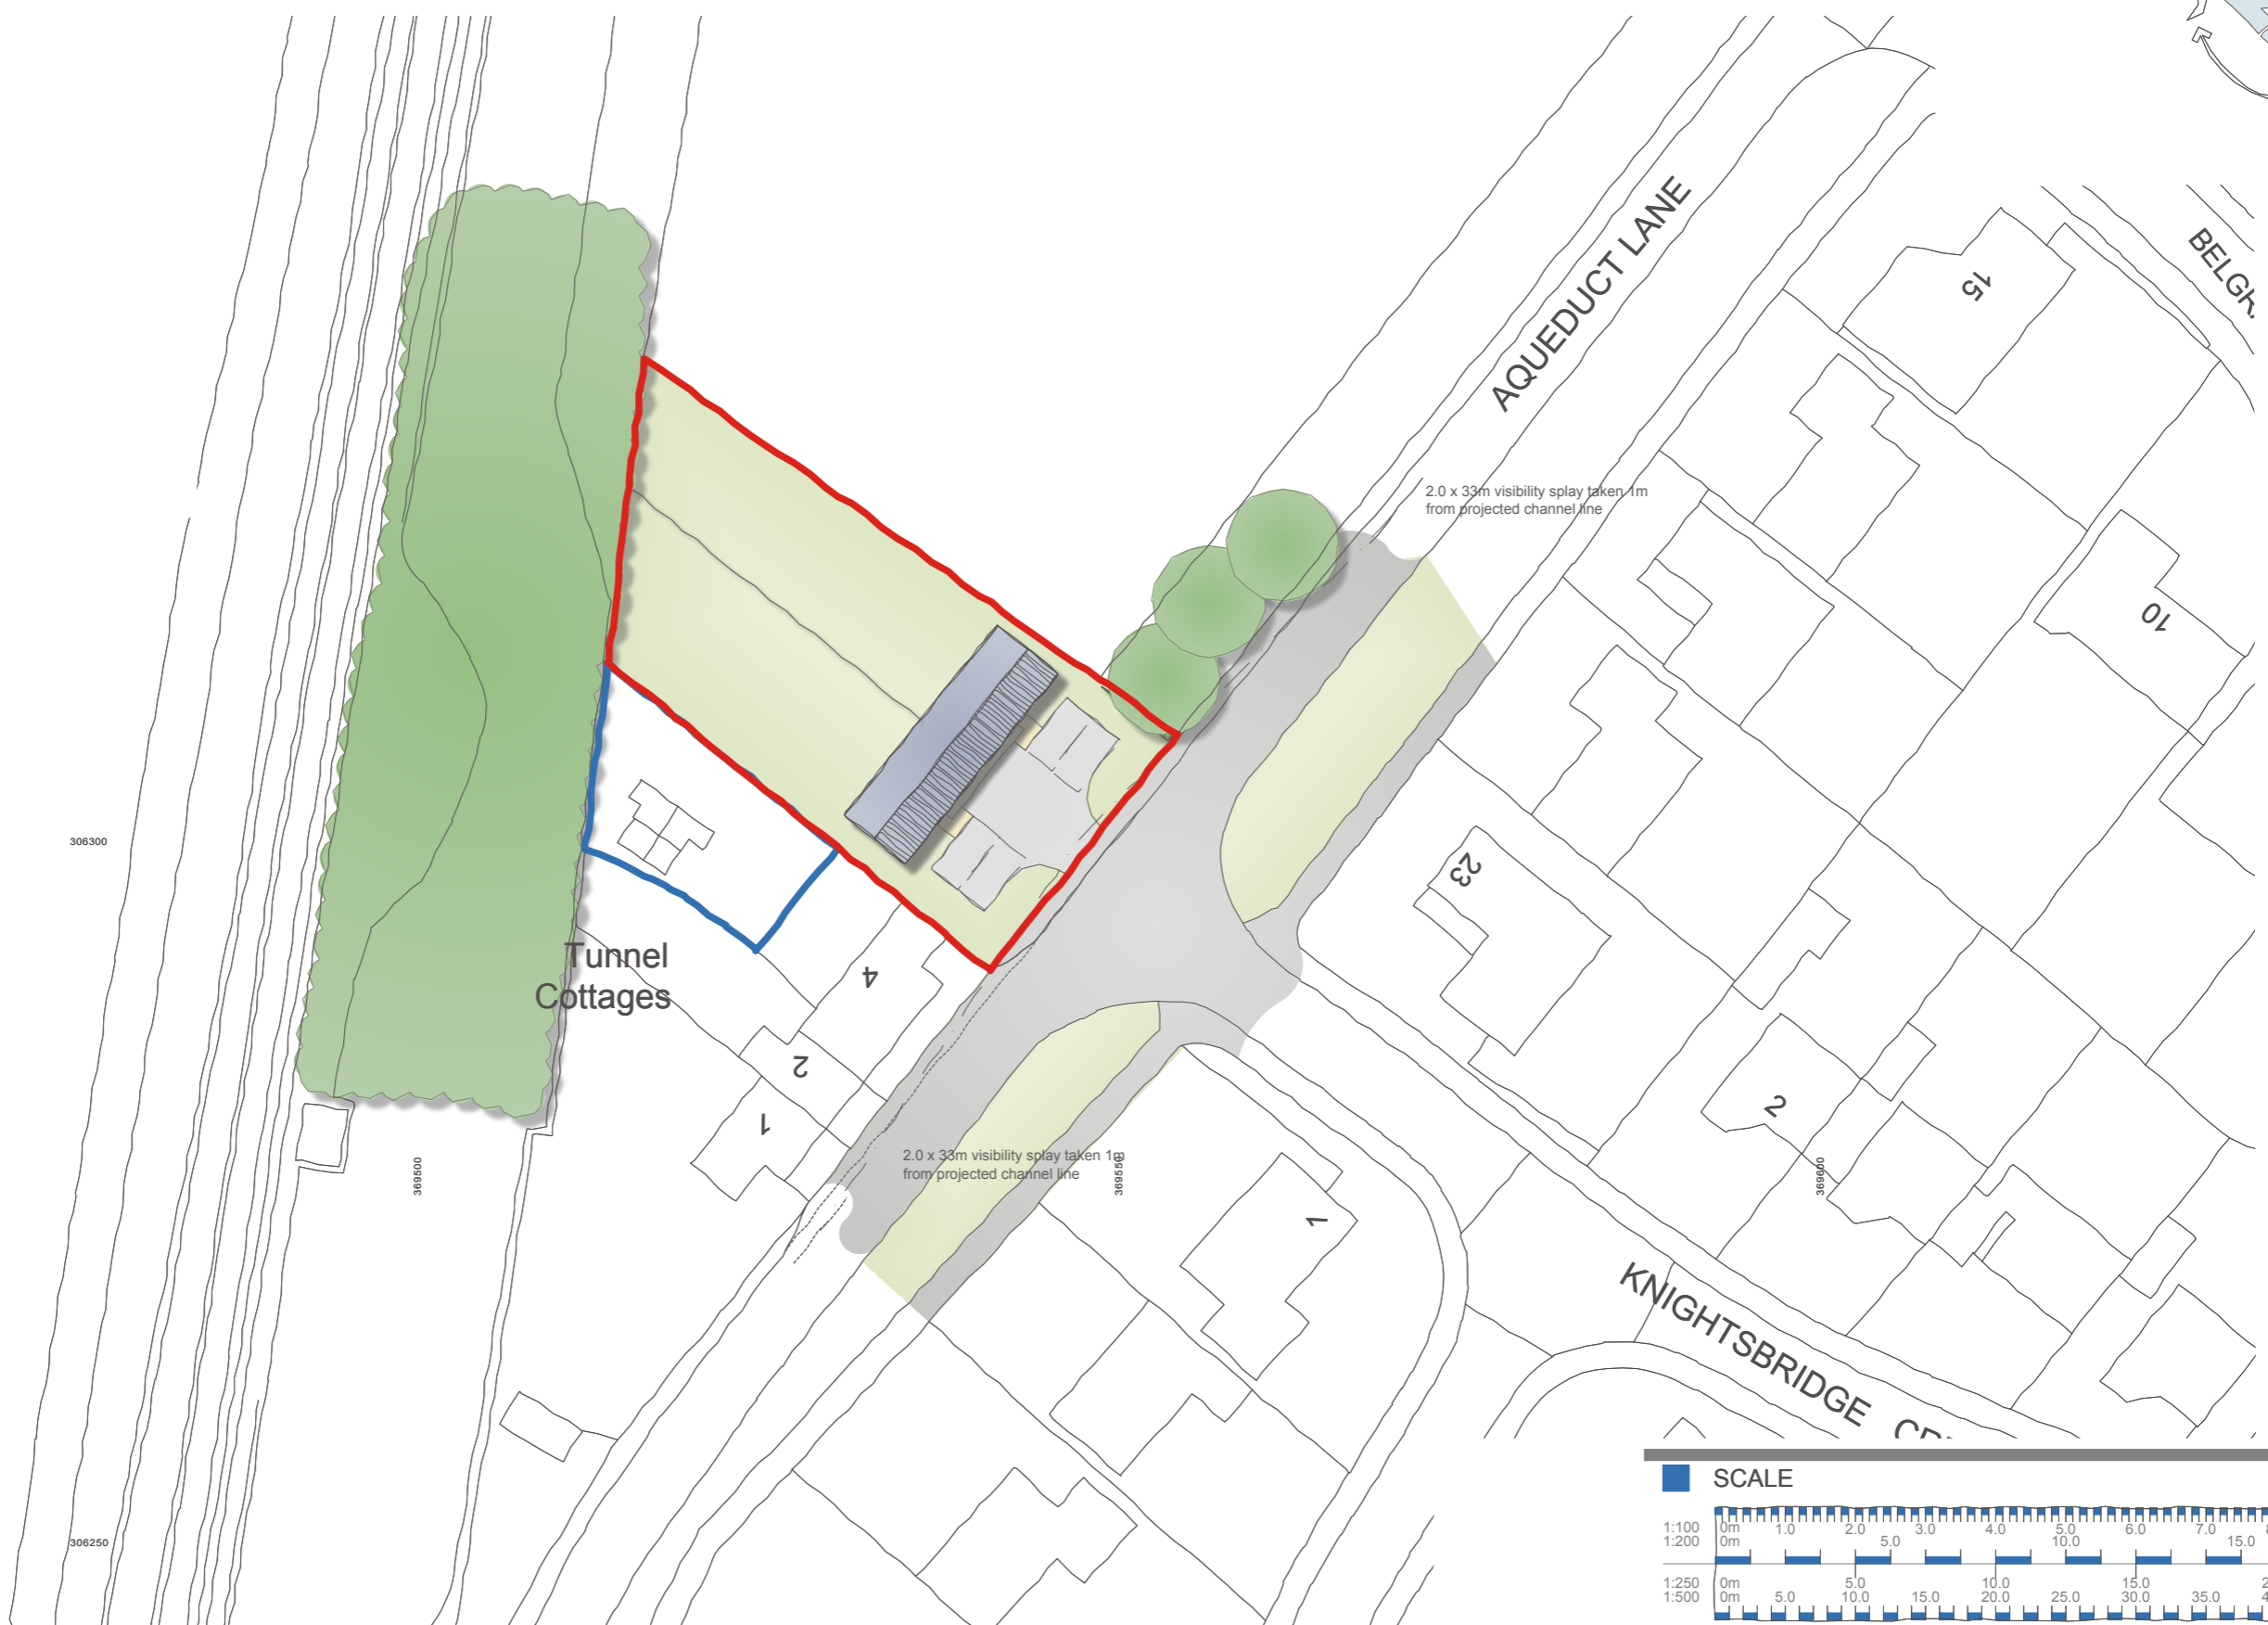 AQUEDUCT LANE
15
2.0 x 33m visibility splay taken 1m
from projected channel line
10
306300
23
Tunnel
Cottages
4
2
1
2
2.0 x 33m visibility splay taken 1m
from projected channel line
369500
369550
369600
1
KNIGHTSBRIDGE
306250
SCALE
1:100 0m 1.0 2.0 3.0 4.0 5.0 6.0 7.0
1:200 0m 5.0 10.0 15.0
1:250 0m 5.0 10.0 15.0
1:500 0m 5.0 10.0 15.0 20.0 25.0 30.0 35.0